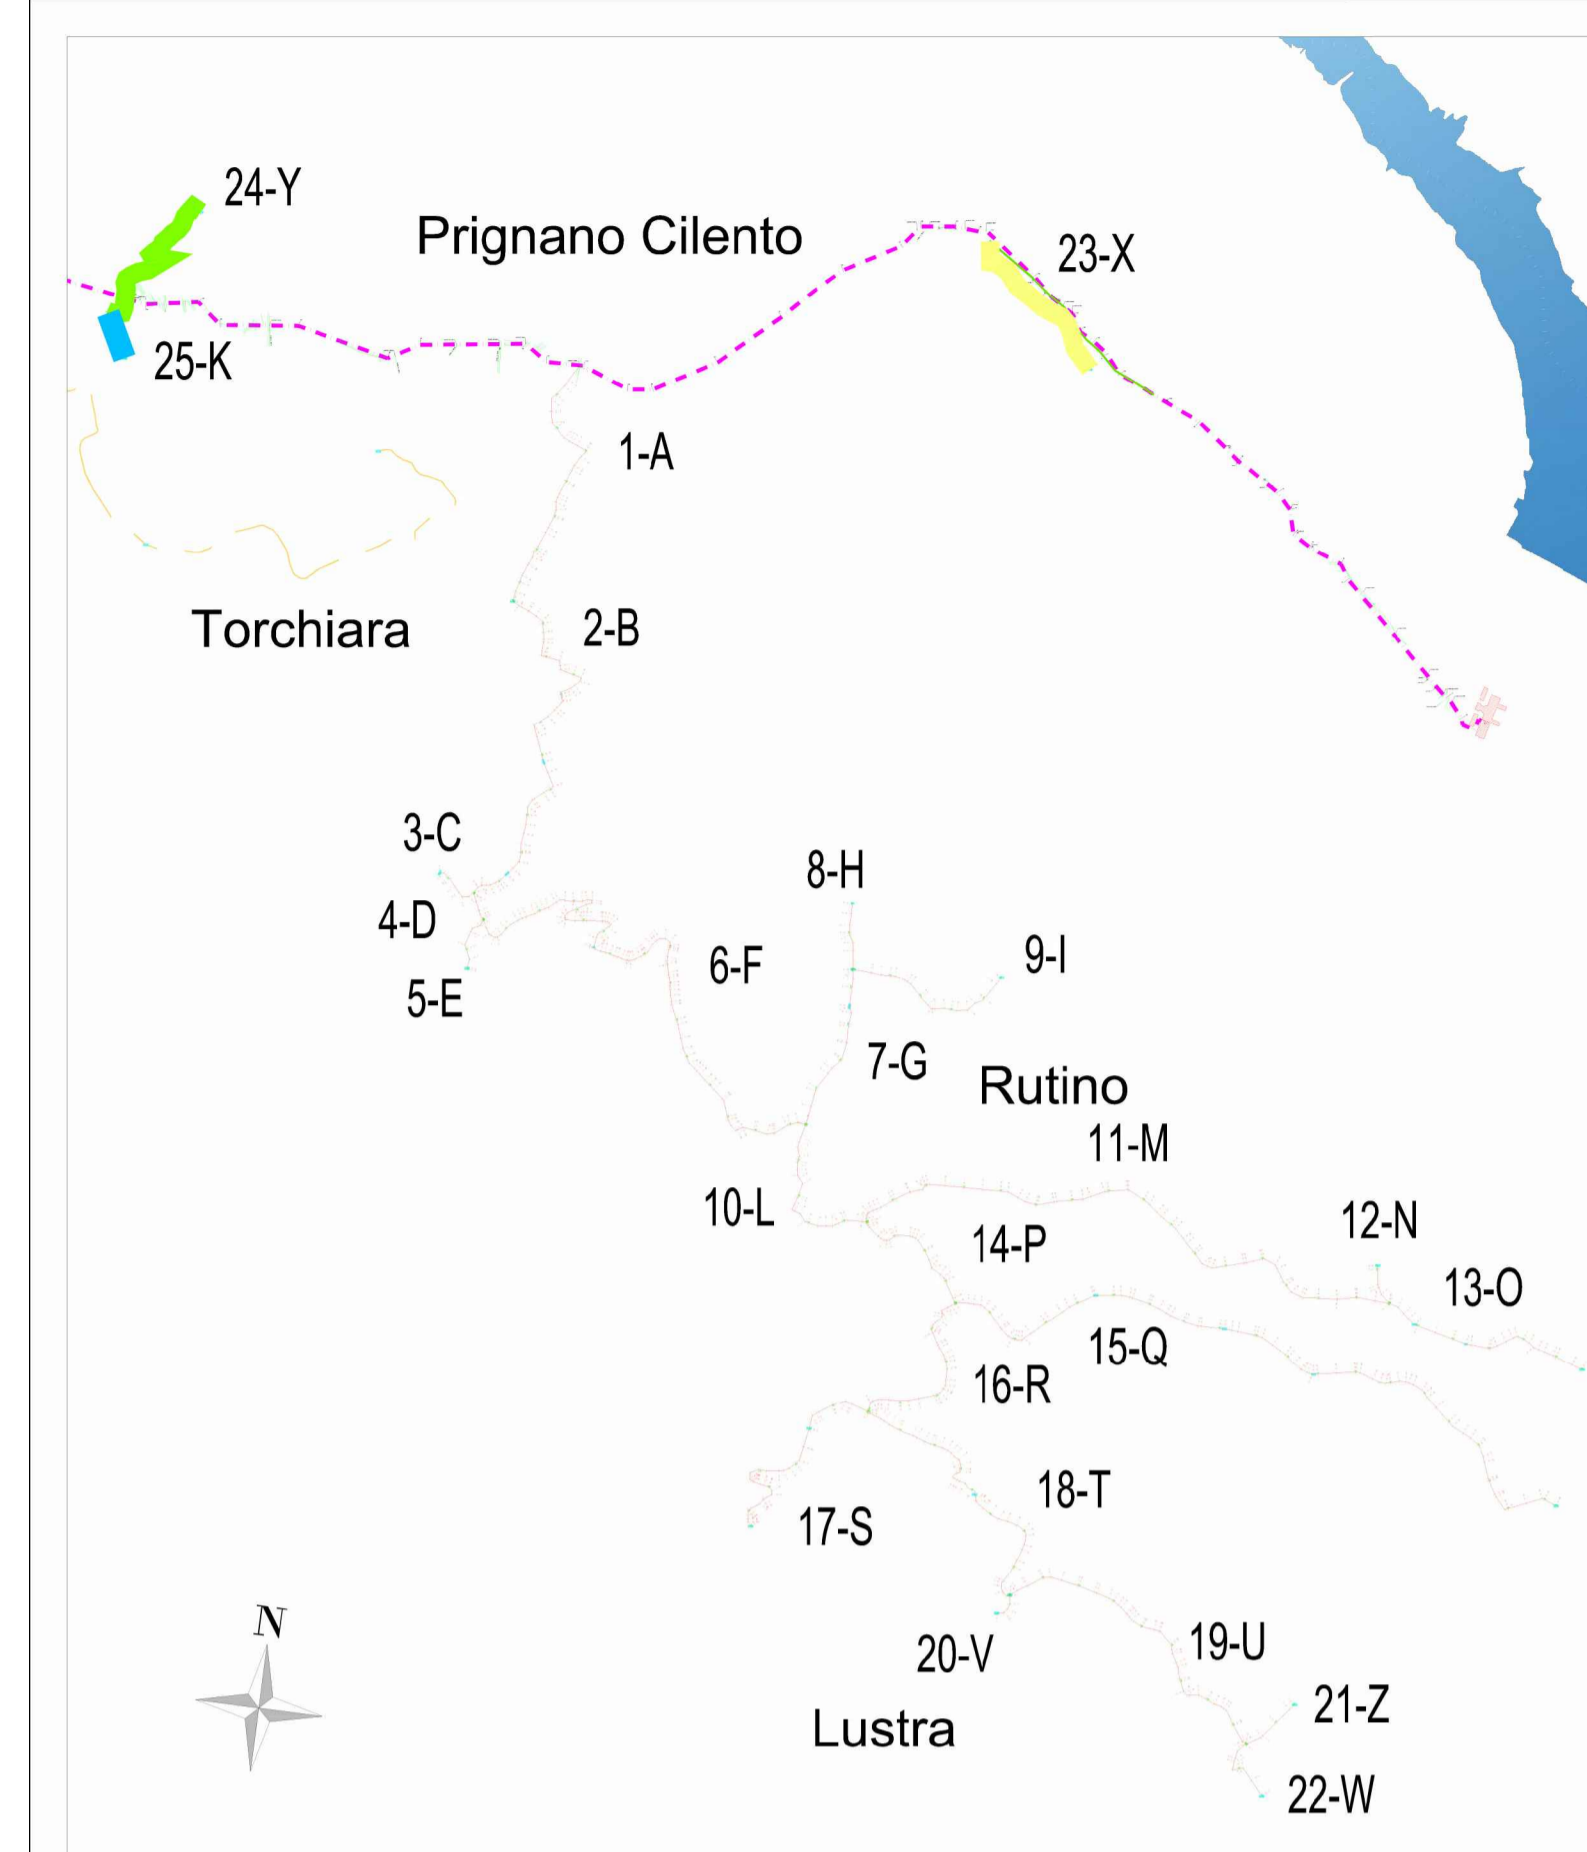 24-Y
Prignano Cilento
23-X
25-K
1-A
2-B
Torchiara
3-C
8-H
4-D
6-F
9-I
5-E
7-G
Rutino
11-M
10-L
12-N
14-P
13-O
15-Q
16-R
18-T
17-S
N
20-V
19-U
21-Z
Lustra
22-W